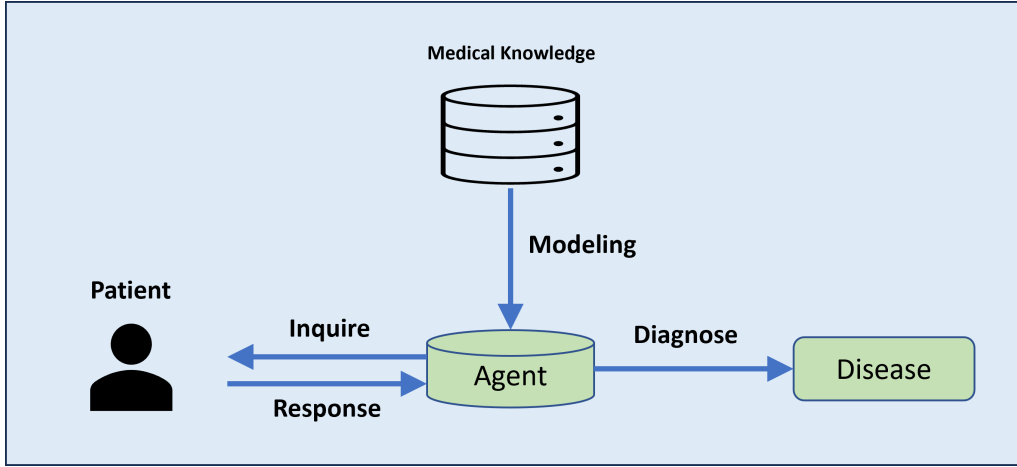 Medical Knowledge
Modeling
Patient
Inquire
Diagnose
Agent
Disease
Response